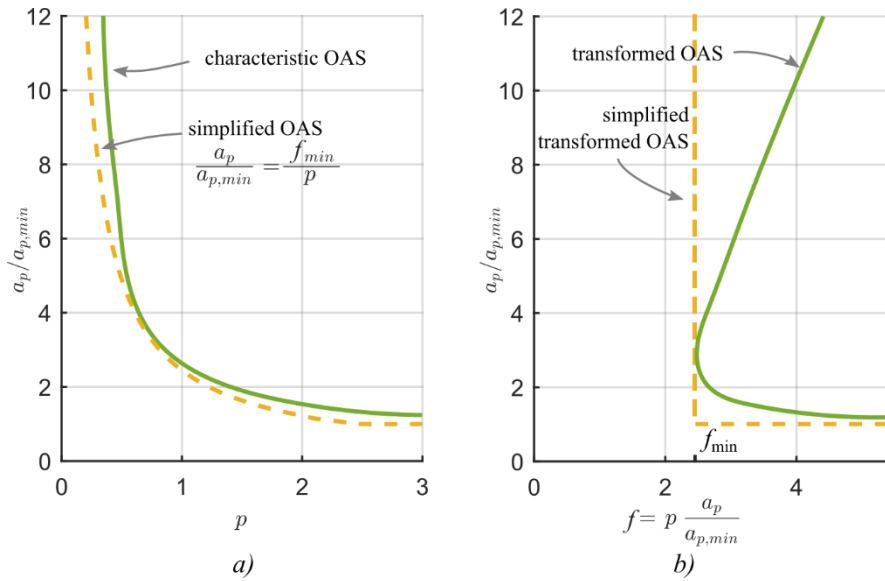 12
10
8
6
4
2
0
0
1
2
3
a_p/a_{p,min}
p
characteristic OAS
simplified OAS
a_p/a_{p,min} = f_{min}/p
a)
12
10
8
6
4
2
0
0
2
4
a_p/a_{p,min}
transformed OAS
simplified
transformed OAS
f_min
f = p a_p/a_{p,min}
b)